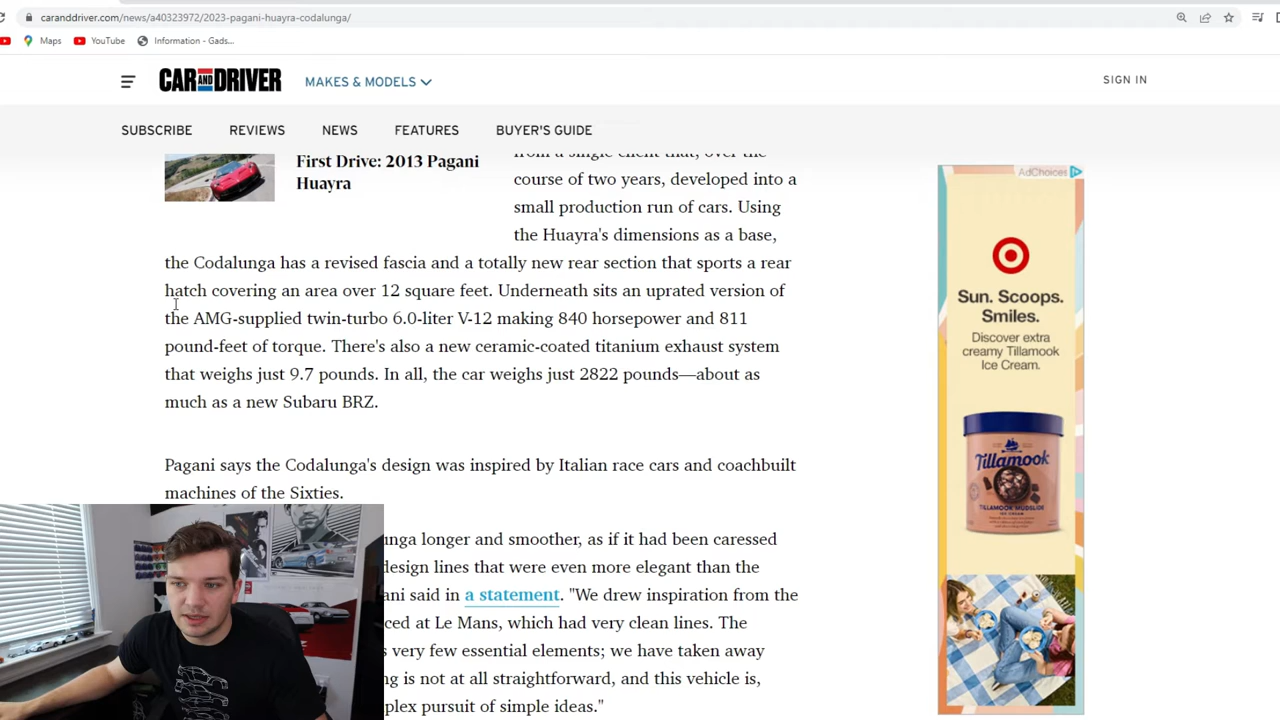 caranddriver.com/news/a40323972/2023-pagani-huayra-codalunga/
Maps
YouTube
Information - Gads...
CAR AND DRIVER
MAKES & MODELS
SIGN IN
SUBSCRIBE
REVIEWS
NEWS
FEATURES
BUYER'S GUIDE
First Drive: 2013 Pagani
Huayra
from a single client that, over the
course of two years, developed into a
small production run of cars. Using
the Huayra's dimensions as a base,
the Codalunga has a revised fascia and a totally new rear section that sports a rear
hatch covering an area over 12 square feet. Underneath sits an uprated version of
the AMG-supplied twin-turbo 6.0-liter V-12 making 840 horsepower and 811
pound-feet of torque. There's also a new ceramic-coated titanium exhaust system
that weighs just 9.7 pounds. In all, the car weighs just 2822 pounds—about as
much as a new Subaru BRZ.
Pagani says the Codalunga's design was inspired by Italian race cars and coachbuilt
machines of the Sixties.
unga longer and smoother, as if it had been caressed
design lines that were even more elegant than the
ani said in a statement. "We drew inspiration from the
ced at Le Mans, which had very clean lines. The
s very few essential elements; we have taken away
ng is not at all straightforward, and this vehicle is,
plex pursuit of simple ideas."
AdChoices
Sun. Scoops.
Smiles.
Discover extra
creamy Tillamook
Ice Cream.
Tillamook
TILLAMOOK MUDSLIDE
ICE CREAM